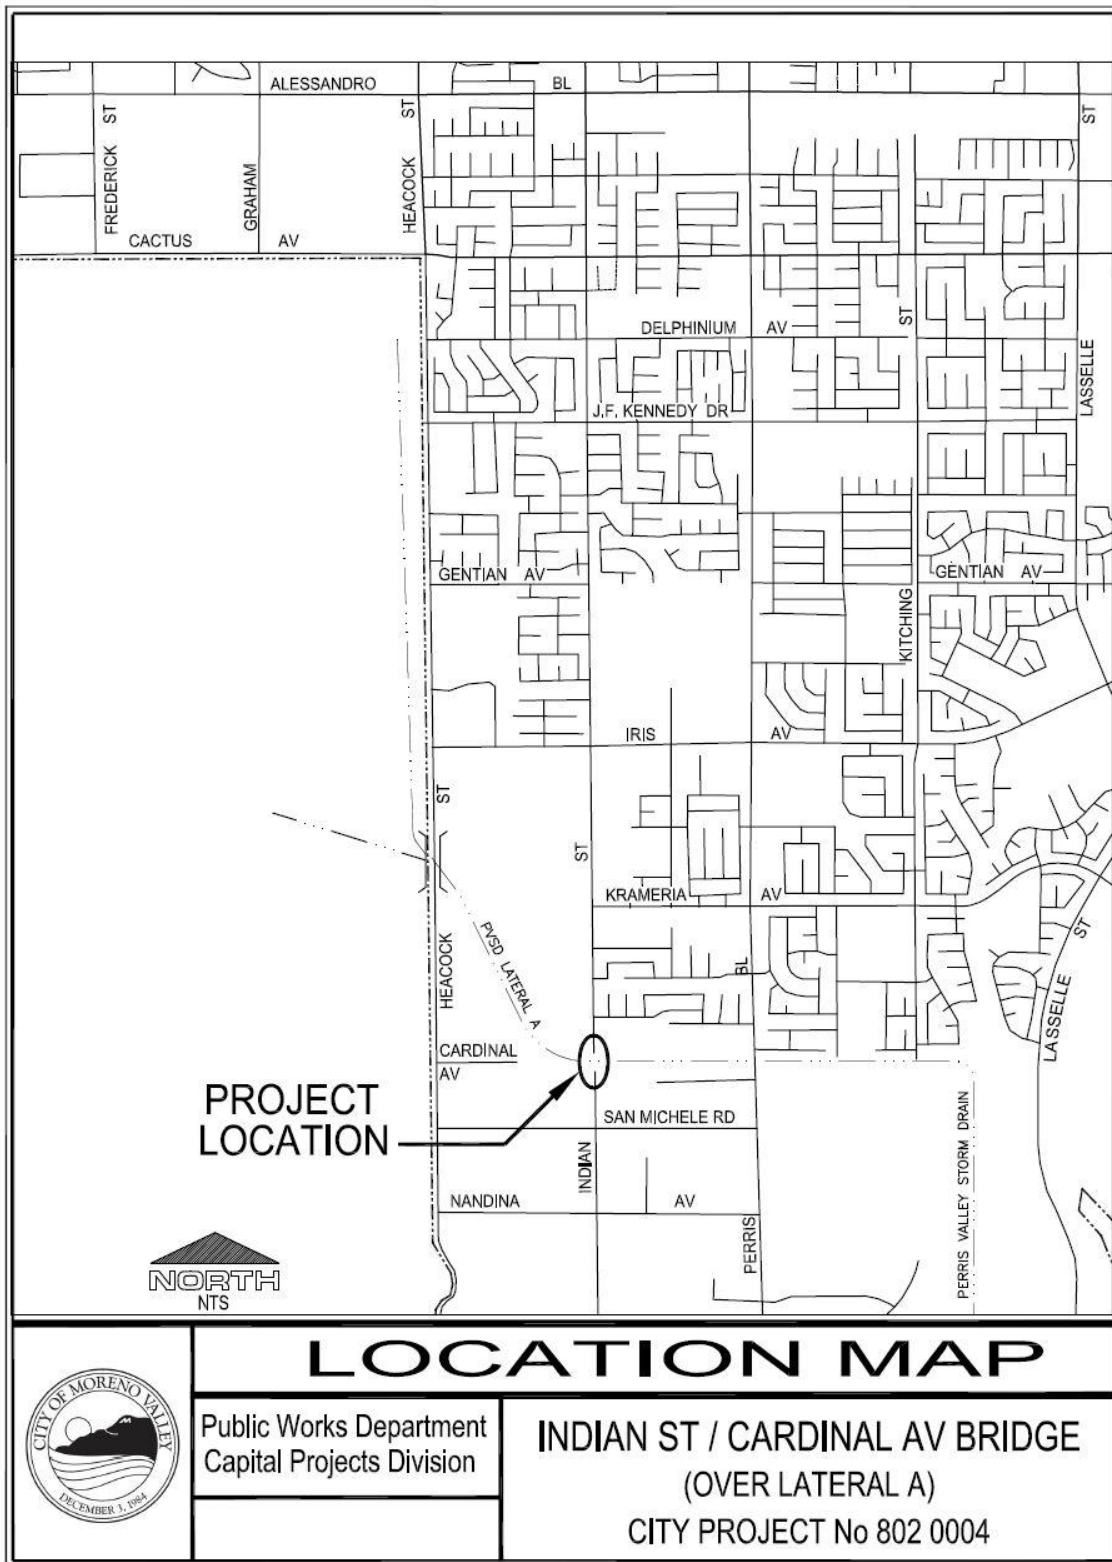 ALESSANDRO BL
FREDERICK ST
GRAHAM
HEACOCK ST
ST
CACTUS AV
DELPHINIUM AV
ST
LASSELLE
J.F. KENNEDY DR
GENTIAN AV
GENTIAN AV
KITCHING
IRIS AV
ST
ST
KRAMERIA AV
PVSD LATERAL A
HEACOCK
BL
LASSELLE ST
CARDINAL
AV
PROJECT
LOCATION
SAN MICHELE RD
INDIAN
NANDINA AV
PERRIS
PERRIS VALLEY STORM DRAIN
NORTH
NTS
LOCATION MAP
CITY OF MORENO VALLEY
DECEMBER 3, 1984
Public Works Department
Capital Projects Division
INDIAN ST / CARDINAL AV BRIDGE
(OVER LATERAL A)
CITY PROJECT No 802 0004